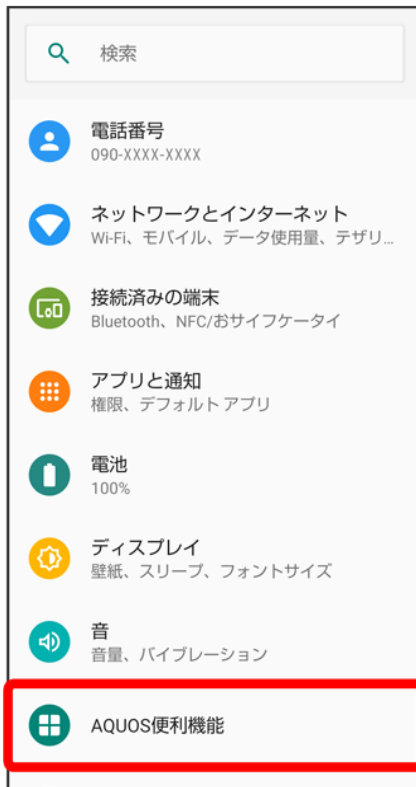 検索
電話番号
090-XXXX-XXXX
ネットワークとインターネット
Wi-Fi、モバイル、データ使用量、テザリ...
接続済みの端末
Bluetooth、NFC/おサイフケータイ
アプリと通知
権限、デフォルト アプリ
電池
100%
ディスプレイ
壁紙、スリープ、フォントサイズ
音
音量、バイブレーション
AQUOS便利機能